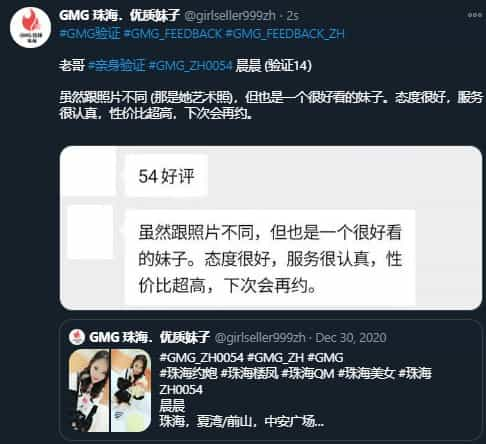 GMG 珠海．优质妹子 @girlseller999zh · 2s
#GMG验证 #GMG_FEEDBACK #GMG_FEEDBACK_ZH
老哥 #亲身验证 #GMG_ZH0054 晨晨 (验证14）
虽然跟照片不同 (那是她艺术照)，但也是一个很好看的妹子。态度很好，服务
很认真，性价比超高，下次会再约。
54 好评
虽然跟照片不同，但也是一个很好看
的妹子。态度很好，服务很认真，性
价比超高，下次会再约。
GMG 珠海．优质妹子 @girlseller999zh · Dec 30, 2020
#GMG_ZH0054 #GMG_ZH #GMG
#珠海约炮 #珠海楼凤 #珠海QM #珠海美女 #珠海
ZH0054
晨晨
珠海，夏湾/前山，中安广场...